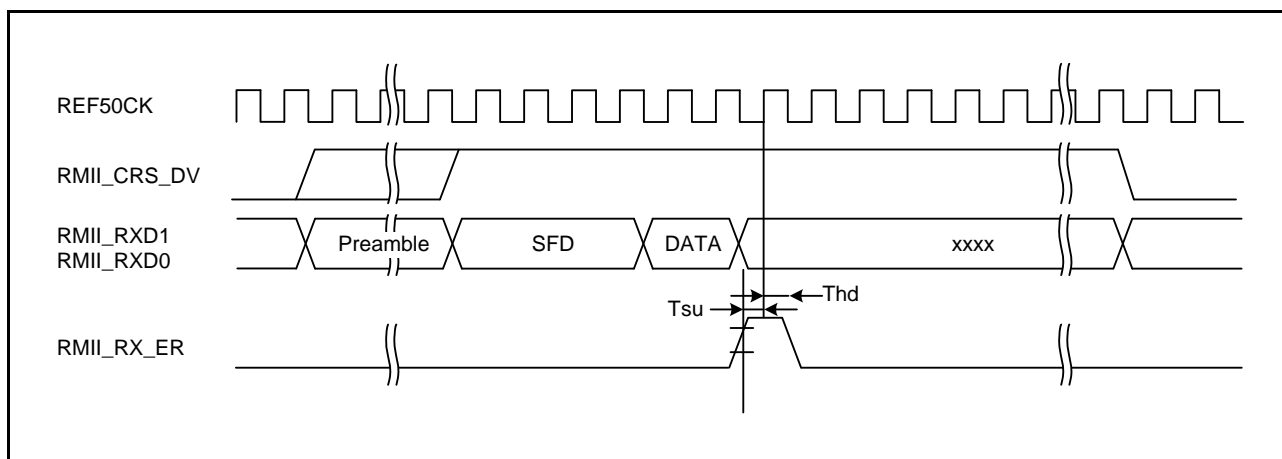 REF50CK
RMII_CRS_DV
RMII_RXD1
RMII_RXD0
Preamble
SFD
DATA
xxxx
Thd
Tsu
RMII_RX_ER